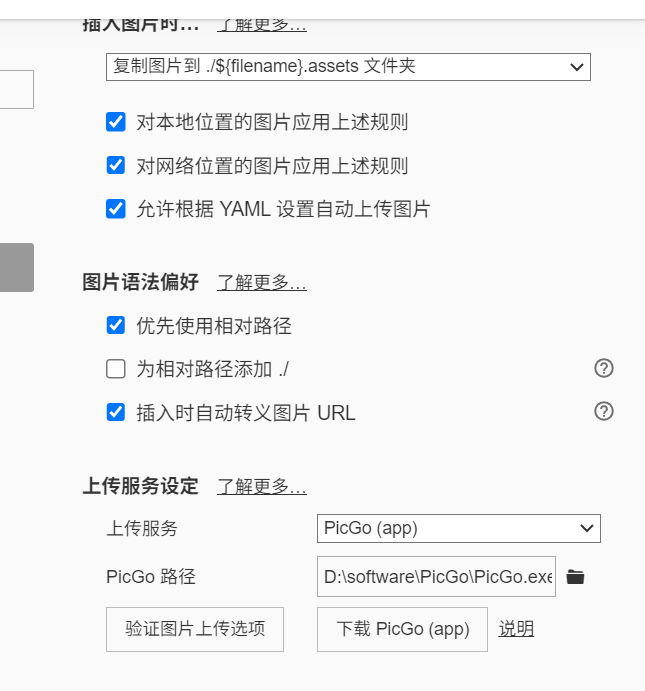 插入图片时… 了解更多…
复制图片到 ./${filename}.assets 文件夹
对本地位置的图片应用上述规则
对网络位置的图片应用上述规则
允许根据 YAML 设置自动上传图片
图片语法偏好 了解更多…
优先使用相对路径
为相对路径添加 ./
插入时自动转义图片 URL
上传服务设定 了解更多…
上传服务 PicGo (app)
PicGo 路径 D:\software\PicGo\PicGo.exe
验证图片上传选项 下载 PicGo (app) 说明